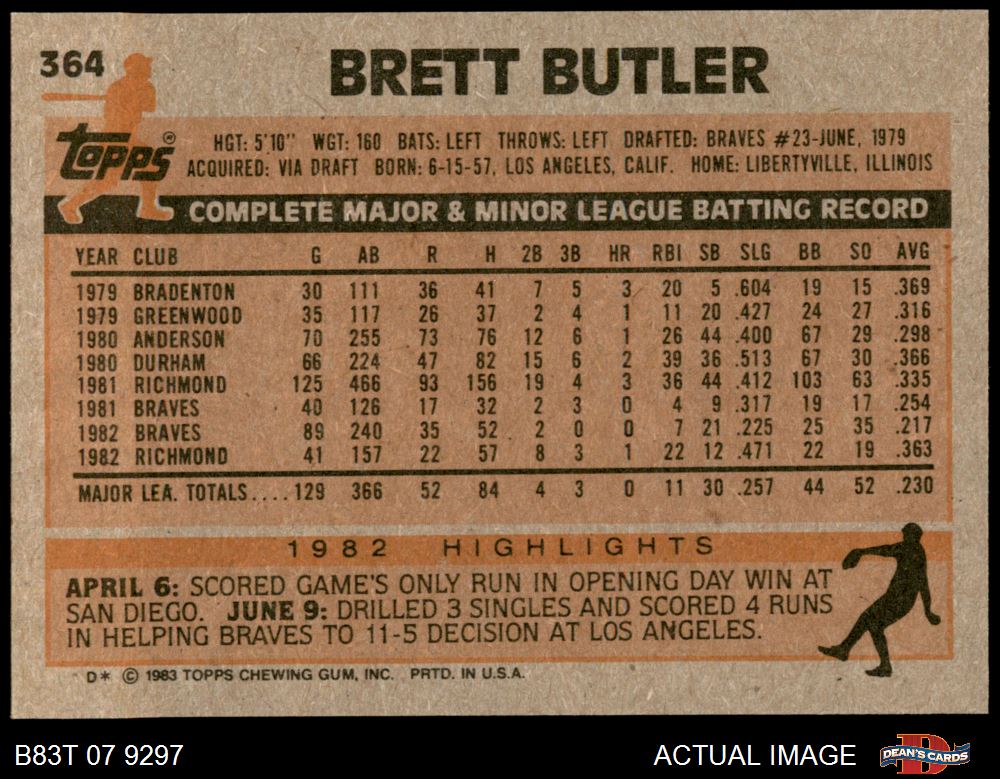 364
BRETT BUTLER
topps®
HGT: 5'10" WGT: 160 BATS: LEFT THROWS: LEFT DRAFTED: BRAVES #23-JUNE, 1979
ACQUIRED: VIA DRAFT BORN: 6-15-57, LOS ANGELES, CALIF. HOME: LIBERTYVILLE, ILLINOIS
COMPLETE MAJOR & MINOR LEAGUE BATTING RECORD
YEAR CLUB G AB R H 2B 3B HR RBI SB SLG BB SO AVG
1979 BRADENTON 30 111 36 41 7 5 3 20 5 .604 19 15 .369
1979 GREENWOOD 35 117 26 37 2 4 1 11 20 .427 24 27 .316
1980 ANDERSON 70 255 73 76 12 6 1 26 44 .400 67 29 .298
1980 DURHAM 66 224 47 82 15 6 2 39 36 .513 67 30 .366
1981 RICHMOND 125 466 93 156 19 4 3 36 44 .412 103 63 .335
1981 BRAVES 40 126 17 32 2 3 0 4 9 .317 19 17 .254
1982 BRAVES 89 240 35 52 2 0 0 7 21 .225 25 35 .217
1982 RICHMOND 41 157 22 57 8 3 1 22 12 .471 22 19 .363
MAJOR LEA. TOTALS.... 129 366 52 84 4 3 0 11 30 .257 44 52 .230
1982 HIGHLIGHTS
APRIL 6: SCORED GAME'S ONLY RUN IN OPENING DAY WIN AT
SAN DIEGO. JUNE 9: DRILLED 3 SINGLES AND SCORED 4 RUNS
IN HELPING BRAVES TO 11-5 DECISION AT LOS ANGELES.
D* © 1983 TOPPS CHEWING GUM, INC. PRTD. IN U.S.A.
B83T 07 9297
ACTUAL IMAGE
D
DEAN'S CARDS